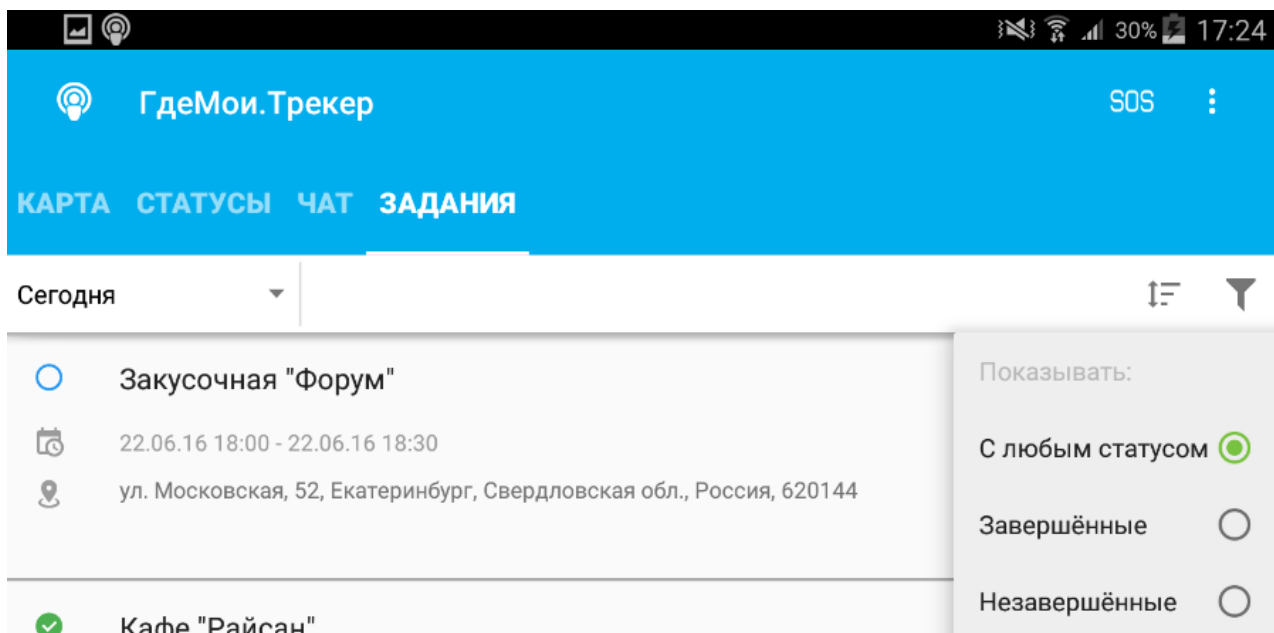 30% 17:24
ГдеМои.Трекер SOS
КАРТА СТАТУСЫ ЧАТ ЗАДАНИЯ
Сегодня
Закусочная "Форум"
22.06.16 18:00 - 22.06.16 18:30
ул. Московская, 52, Екатеринбург, Свердловская обл., Россия, 620144
Кафе "Райсан"
Показывать:
С любым статусом
Завершённые
Незавершённые